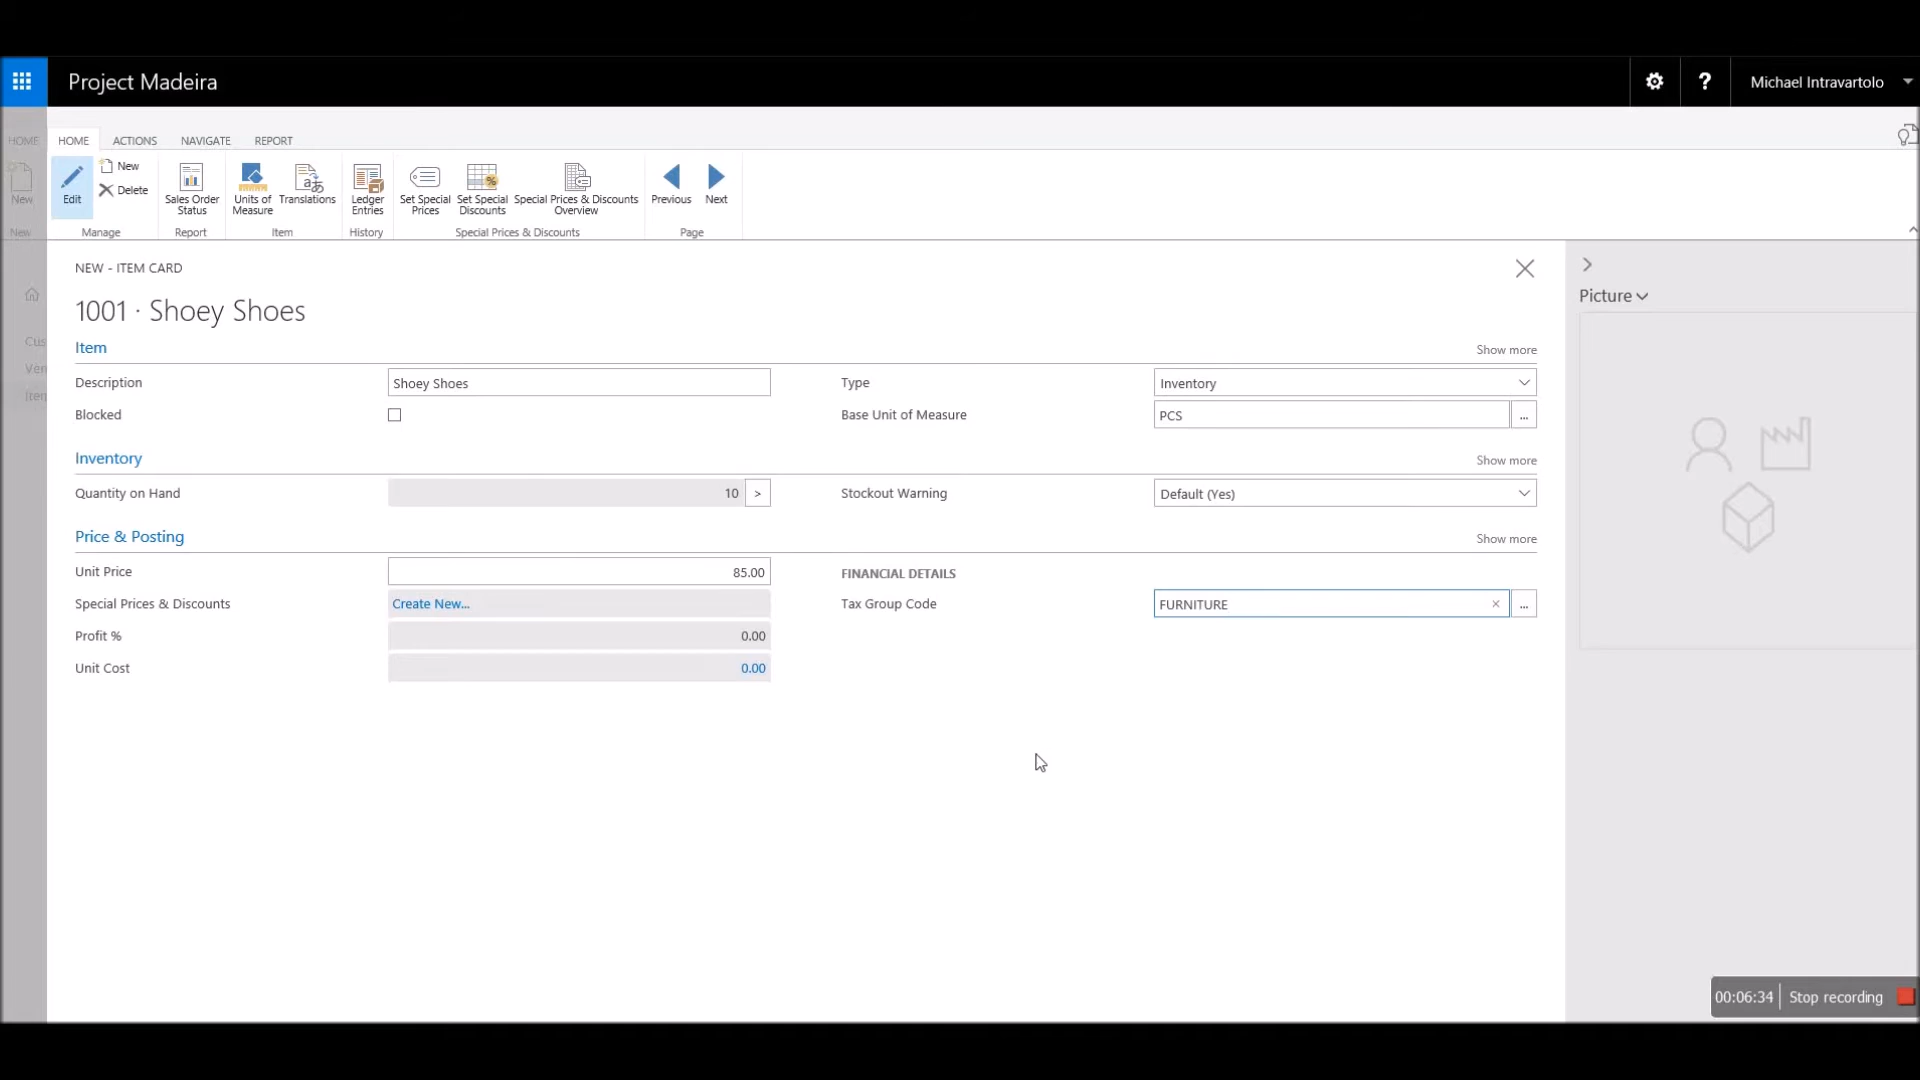 Project Madeira
? Michael Intravartolo
HOME HOME ACTIONS NAVIGATE REPORT
New Edit New Delete Sales Order Status Units of Measure Translations Ledger Entries Set Special Prices Set Special Discounts Special Prices & Discounts Overview Previous Next
New Manage Report Item History Special Prices & Discounts Page
NEW - ITEM CARD
Picture
1001 · Shoey Shoes
Item Show more
Description Shoey Shoes Type Inventory
Blocked Base Unit of Measure PCS ...
Inventory Show more
Quantity on Hand 10 > Stockout Warning Default (Yes)
Price & Posting Show more
Unit Price 85.00 FINANCIAL DETAILS
Special Prices & Discounts Create New... Tax Group Code FURNITURE × ...
Profit % 0.00
Unit Cost 0.00
00:06:34 Stop recording